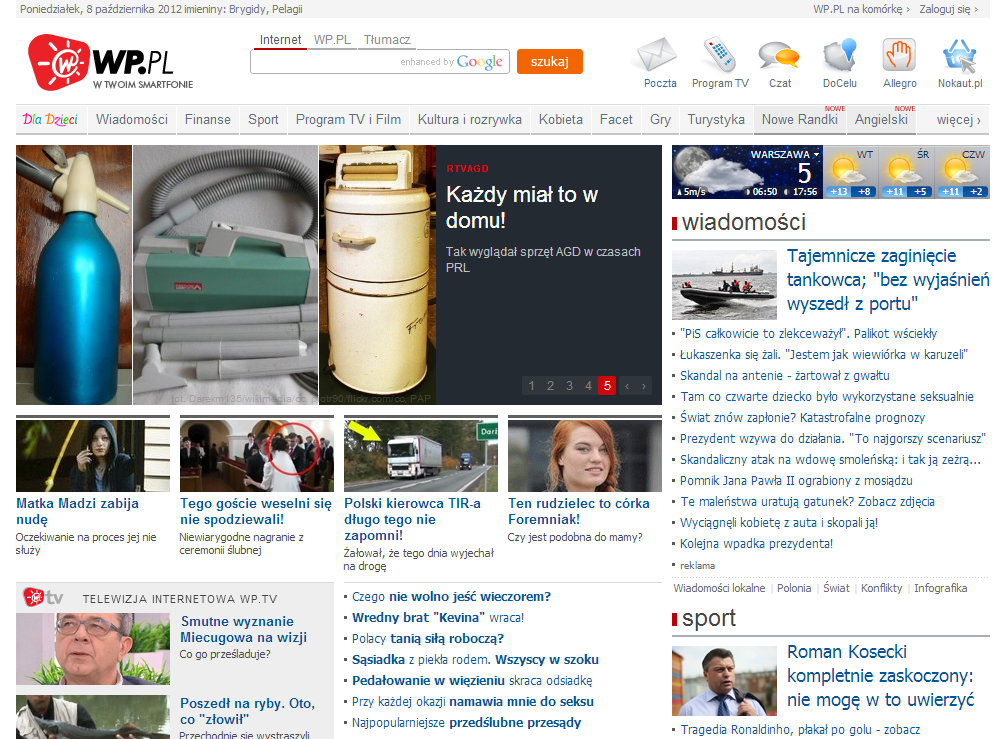 Poniedziałek, 8 października 2012 imieniny: Brygidy, Pelagii
WP.PL na komórkę › Zaloguj się ›
WP.PL
W TWOIM SMARTFONIE
Internet WP.PL Tłumacz
enhanced by Google
szukaj
Poczta Program TV Czat DoCelu Allegro Nokaut.pl
NOWE NOWE
Dla Dzieci Wiadomości Finanse Sport Program TV i Film Kultura i rozrywka Kobieta Facet Gry Turystyka Nowe Randki Angielski więcej ›
RTVAGD
Każdy miał to w
domu!
Tak wyglądał sprzęt AGD w czasach
PRL
1 2 3 4 5 ‹ ›
WARSZAWA
5
5m/s 06:50 17:56
WT +13 +8
ŚR +11 +5
CZW +11 +2
wiadomości
Tajemnicze zaginięcie
tankowca; "bez wyjaśnień
wyszedł z portu"
"PiS całkowicie to zlekceważył". Palikot wściekły
Łukaszenka się żali. "Jestem jak wiewiórka w karuzeli"
Skandal na antenie - żartował z gwałtu
Tam co czwarte dziecko było wykorzystane seksualnie
Świat znów zapłonie? Katastrofalne prognozy
Prezydent wzywa do działania. "To najgorszy scenariusz"
Skandaliczny atak na wdowę smoleńską: i tak ją zeżrą...
Pomnik Jana Pawła II ograbiony z mosiądzu
Te maleństwa uratują gatunek? Zobacz zdjęcia
Wyciągnęli kobietę z auta i skopali ją!
Kolejna wpadka prezydenta!
reklama
Wiadomości lokalne | Polonia | Świat | Konflikty | Infografika
Matka Madzi zabija
nudę
Oczekiwanie na proces jej nie
służy
Tego goście weselni się
nie spodziewali!
Niewiarygodne nagranie z
ceremonii ślubnej
Polski kierowca TIR-a
długo tego nie
zapomni!
Żałował, że tego dnia wyjechał
na drogę
Ten rudzielec to córka
Foremniak!
Czy jest podobna do mamy?
tv TELEWIZJA INTERNETOWA WP.TV
Smutne wyznanie
Miecugowa na wizji
Co go prześladuje?
Poszedł na ryby. Oto,
co "złowił"
Przechodnie się wystraszyli
Czego nie wolno jeść wieczorem?
Wredny brat "Kevina" wraca!
Polacy tanią siłą roboczą?
Sąsiadka z piekła rodem. Wszyscy w szoku
Pedałowanie w więzieniu skraca odsiadkę
Przy każdej okazji namawia mnie do seksu
Najpopularniejsze przedślubne przesądy
sport
Roman Kosecki
kompletnie zaskoczony:
nie mogę w to uwierzyć
Tragedia Ronaldinho, płakał po golu - zobacz